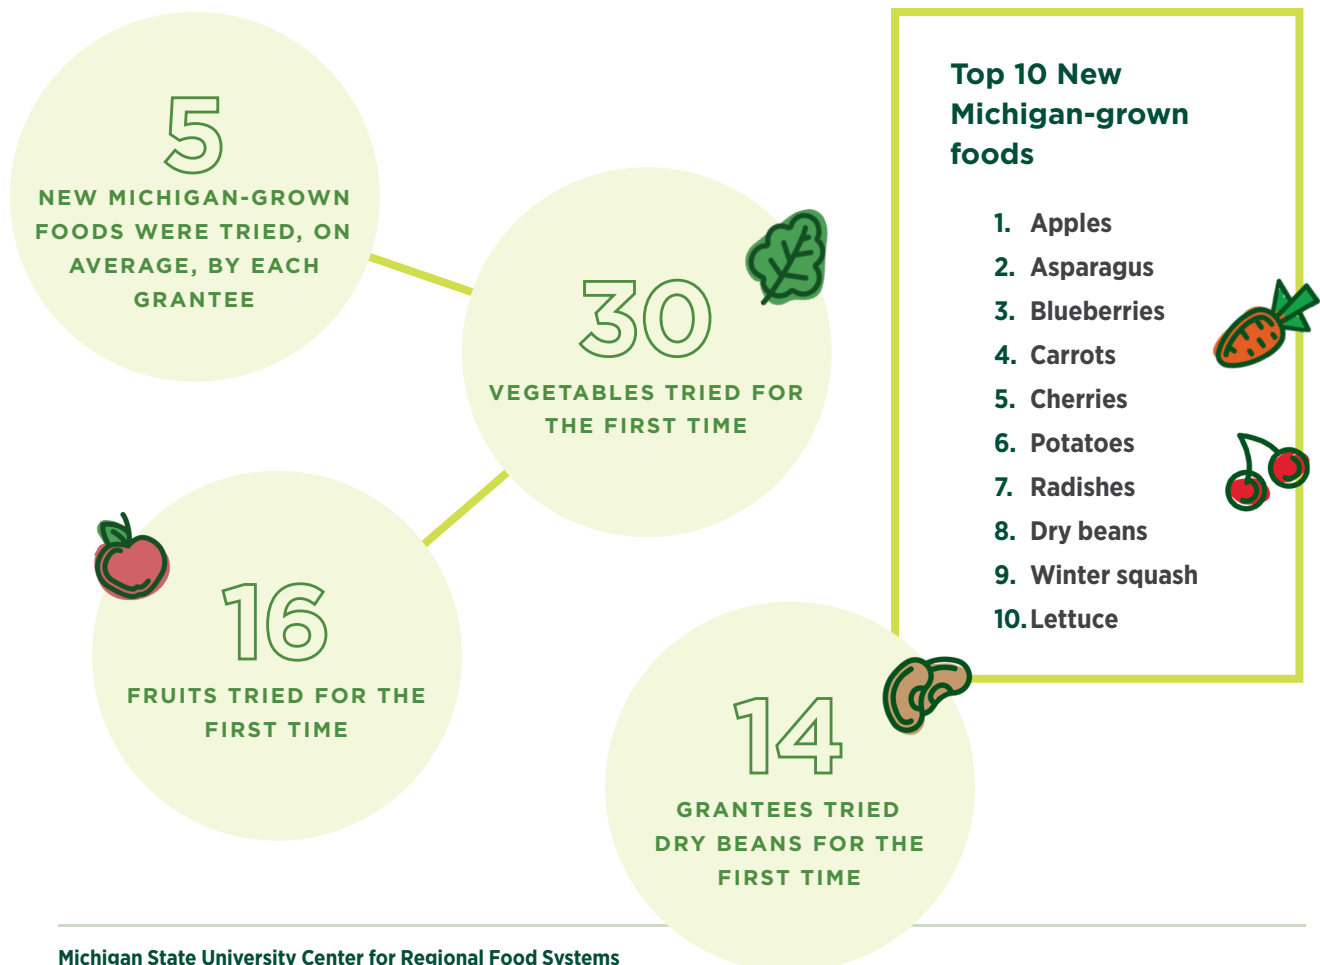 5
NEW MICHIGAN-GROWN
FOODS WERE TRIED, ON
AVERAGE, BY EACH
GRANTEE
30
VEGETABLES TRIED FOR
THE FIRST TIME
16
FRUITS TRIED FOR THE
FIRST TIME
14
GRANTEES TRIED
DRY BEANS FOR THE
FIRST TIME
Top 10 New
Michigan-grown
foods
1. Apples
2. Asparagus
3. Blueberries
4. Carrots
5. Cherries
6. Potatoes
7. Radishes
8. Dry beans
9. Winter squash
10. Lettuce
Michigan State University Center for Regional Food Systems